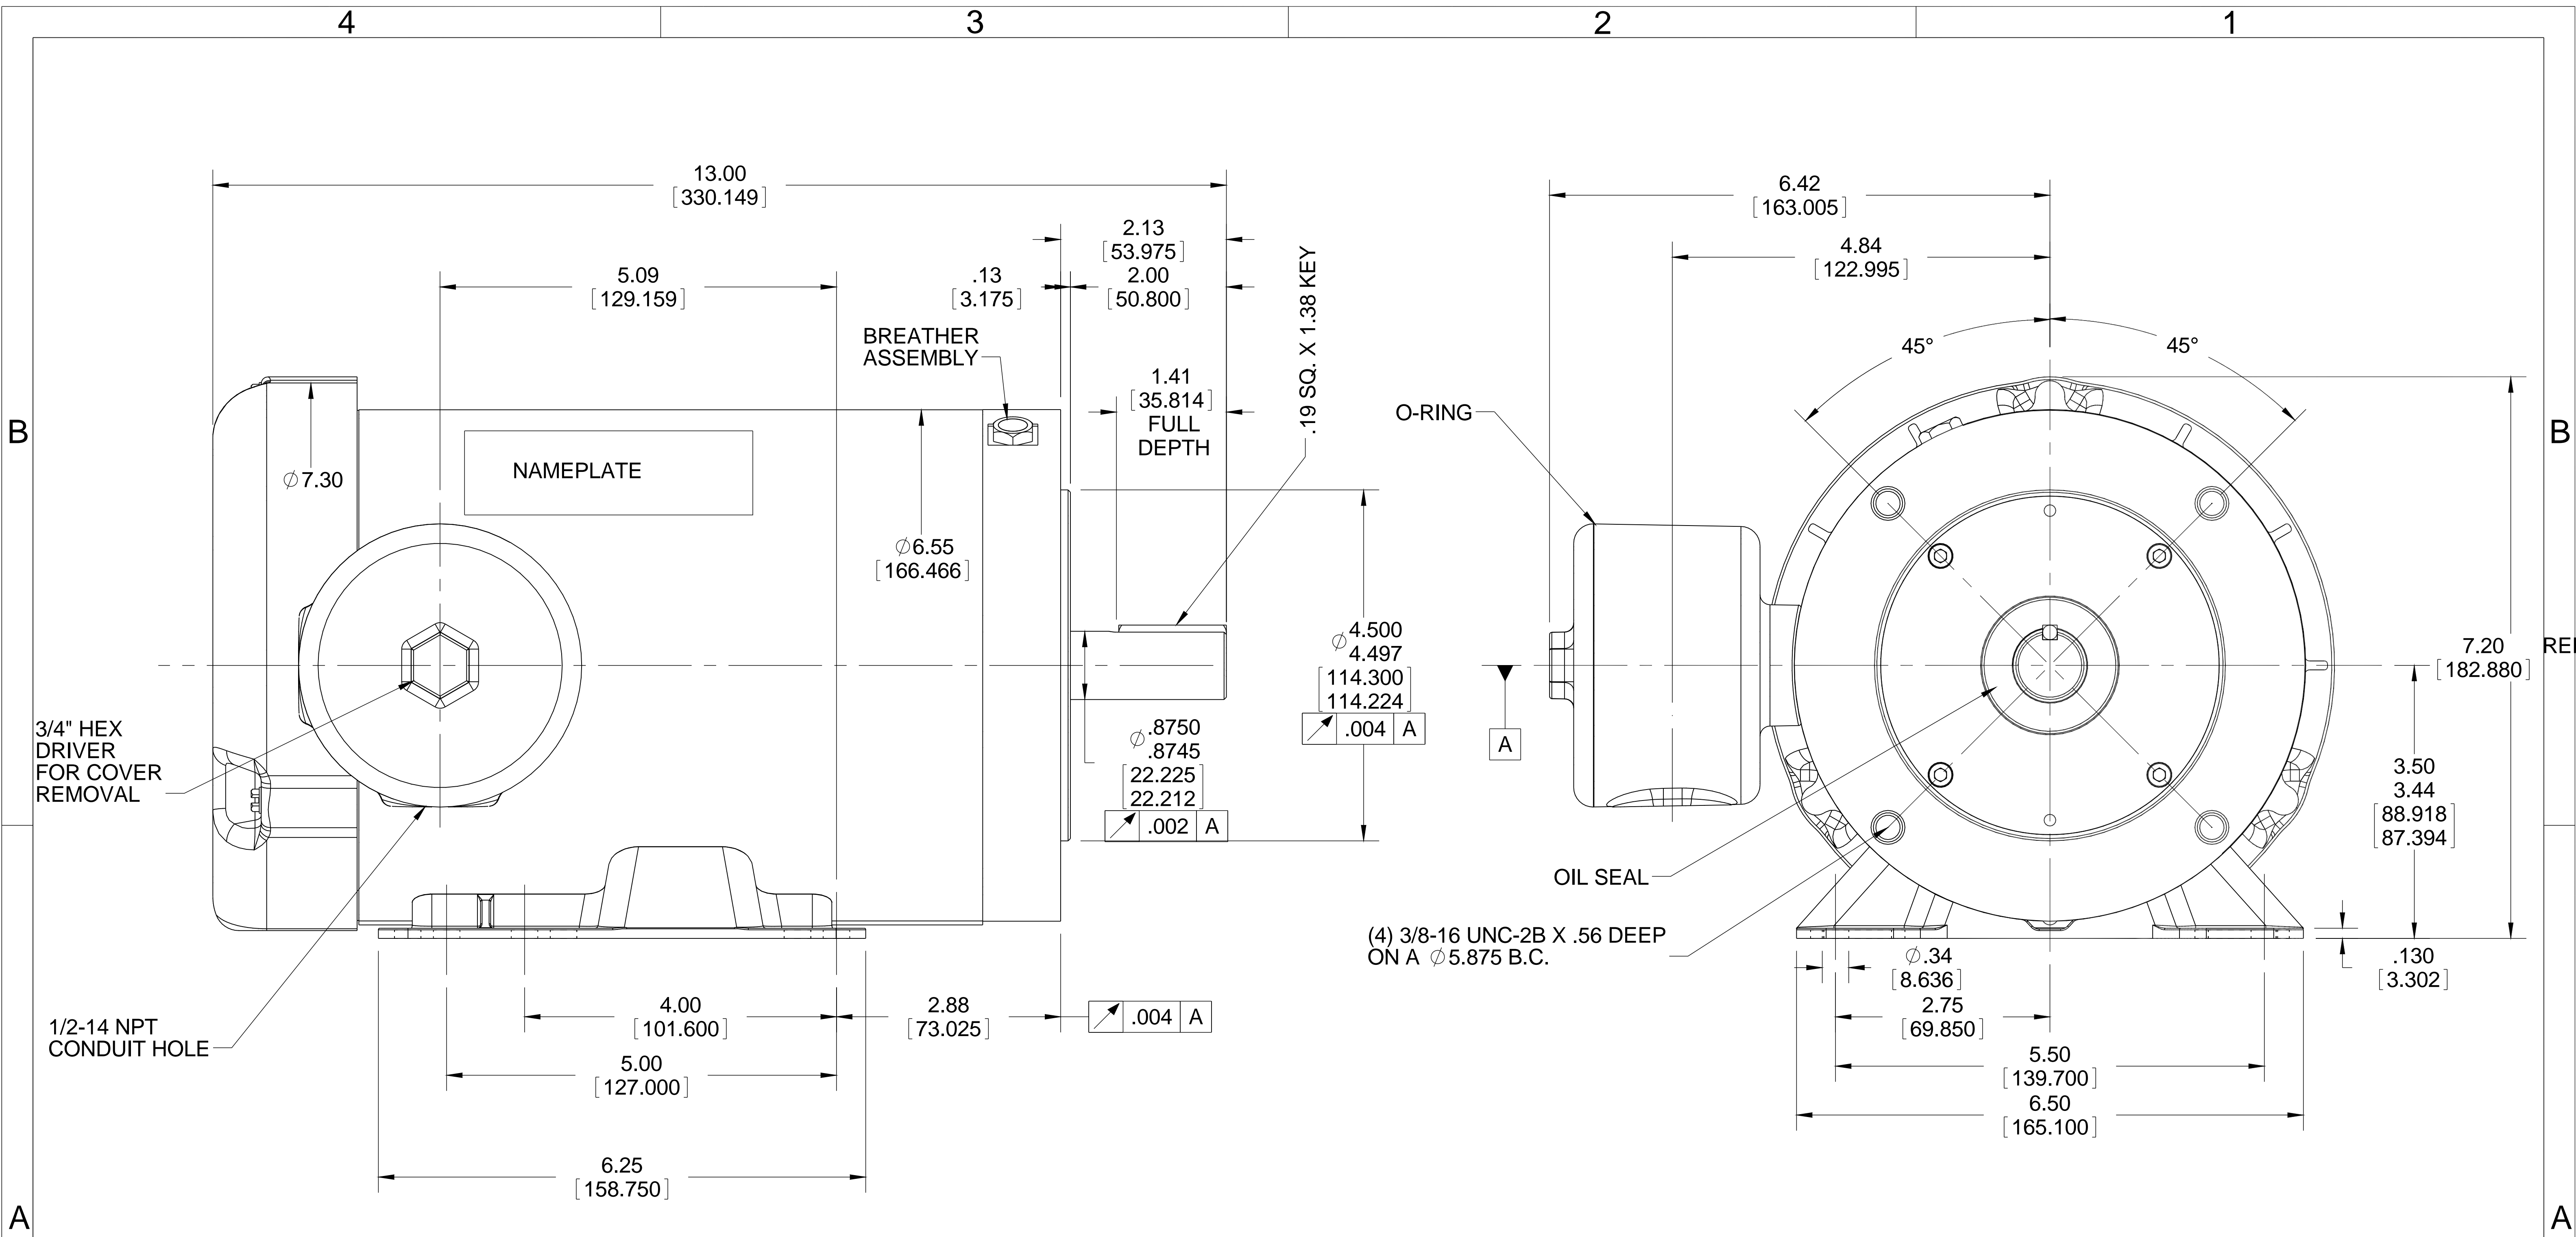 4
3
2
1
13.00
[330.149]
2.13
[53.975]
5.09
[129.159]
.13
[3.175]
2.00
[50.800]
BREATHER
ASSEMBLY
1.41
[35.814]
FULL
DEPTH
.19 SQ. X 1.38 KEY
B
⌀7.30
NAMEPLATE
⌀6.55
[166.466]
⌀4.500
4.497
[114.300]
[114.224]
.004 A
⌀.8750
.8745
[22.225]
[22.212]
.002 A
3/4" HEX
DRIVER
FOR COVER
REMOVAL
1/2-14 NPT
CONDUIT HOLE
4.00
[101.600]
2.88
[73.025]
.004 A
5.00
[127.000]
6.25
[158.750]
A
6.42
[163.005]
4.84
[122.995]
45°
45°
O-RING
B
A
7.20
[182.880]
3.50
3.44
[88.918]
[87.394]
OIL SEAL
(4) 3/8-16 UNC-2B X .56 DEEP
ON A ⌀5.875 B.C.
⌀.34
[8.636]
.130
[3.302]
2.75
[69.850]
5.50
[139.700]
6.50
[165.100]
A